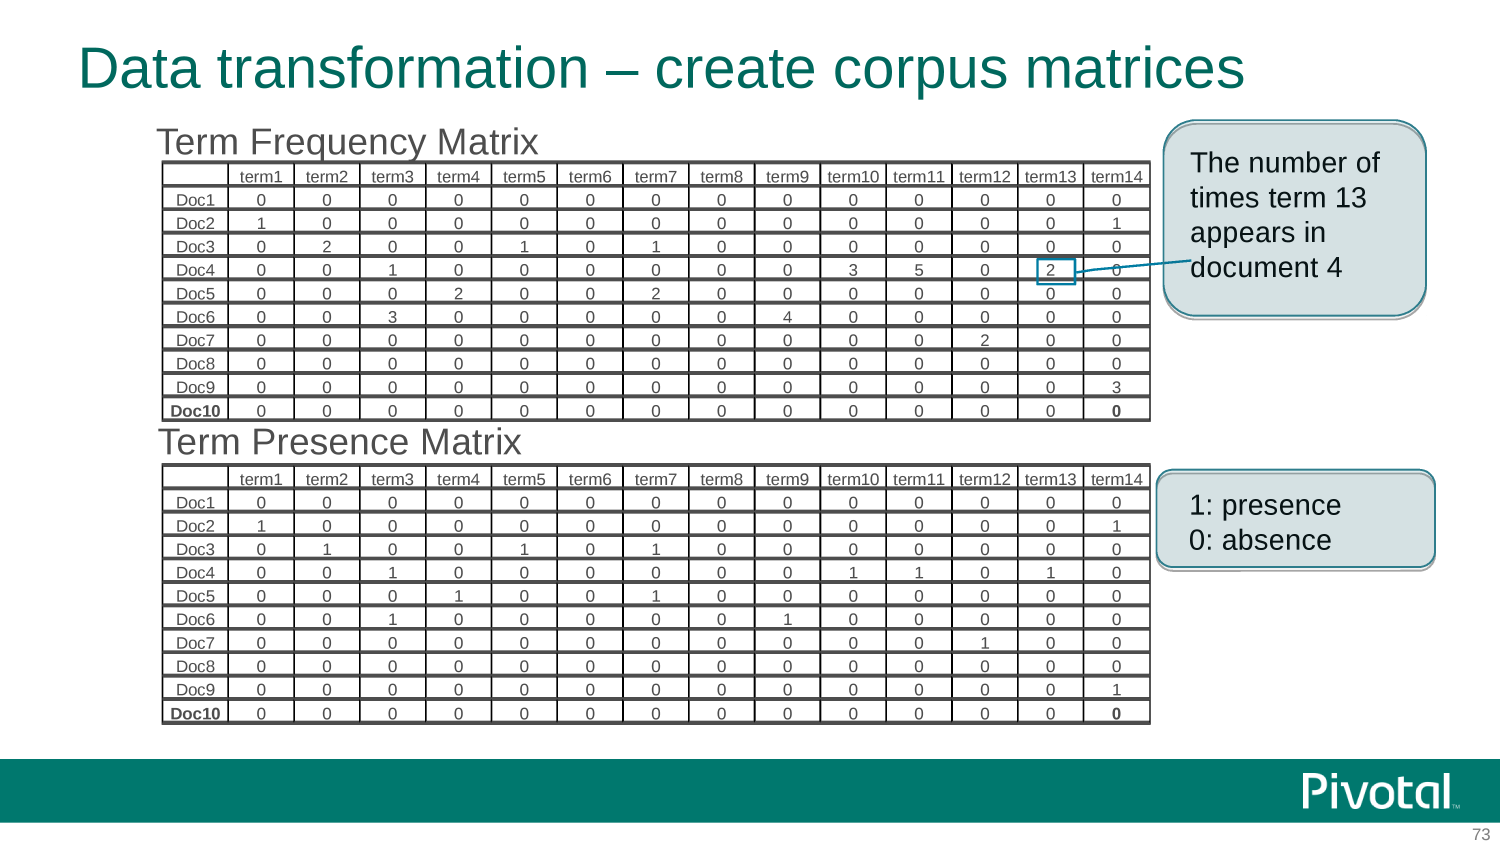 Data transformation – create corpus matrices
Term Frequency Matrix
term1 term2 term3 term4 term5 term6 term7 term8 term9 term10 term11 term12 term13 term14
Doc1 0 0 0 0 0 0 0 0 0 0 0 0 0 0
Doc2 1 0 0 0 0 0 0 0 0 0 0 0 0 1
Doc3 0 2 0 0 1 0 1 0 0 0 0 0 0 0
Doc4 0 0 1 0 0 0 0 0 0 3 5 0 2 0
Doc5 0 0 0 2 0 0 2 0 0 0 0 0 0 0
Doc6 0 0 3 0 0 0 0 0 4 0 0 0 0 0
Doc7 0 0 0 0 0 0 0 0 0 0 0 2 0 0
Doc8 0 0 0 0 0 0 0 0 0 0 0 0 0 0
Doc9 0 0 0 0 0 0 0 0 0 0 0 0 0 3
Doc10 0 0 0 0 0 0 0 0 0 0 0 0 0 0
The number of
times term 13
appears in
document 4
Term Presence Matrix
term1 term2 term3 term4 term5 term6 term7 term8 term9 term10 term11 term12 term13 term14
Doc1 0 0 0 0 0 0 0 0 0 0 0 0 0 0
Doc2 1 0 0 0 0 0 0 0 0 0 0 0 0 1
Doc3 0 1 0 0 1 0 1 0 0 0 0 0 0 0
Doc4 0 0 1 0 0 0 0 0 0 1 1 0 1 0
Doc5 0 0 0 1 0 0 1 0 0 0 0 0 0 0
Doc6 0 0 1 0 0 0 0 0 1 0 0 0 0 0
Doc7 0 0 0 0 0 0 0 0 0 0 0 1 0 0
Doc8 0 0 0 0 0 0 0 0 0 0 0 0 0 0
Doc9 0 0 0 0 0 0 0 0 0 0 0 0 0 1
Doc10 0 0 0 0 0 0 0 0 0 0 0 0 0 0
1: presence
0: absence
Pivotal™
73